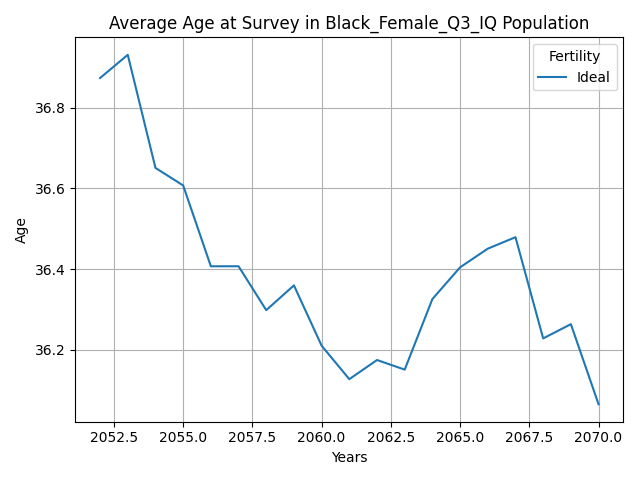 Average Age at Survey in Black_Female_Q3_IQ Population
Fertility
Ideal
Age
36.8
36.6
36.4
36.2
2052.5 2055.0 2057.5 2060.0 2062.5 2065.0 2067.5 2070.0
Years